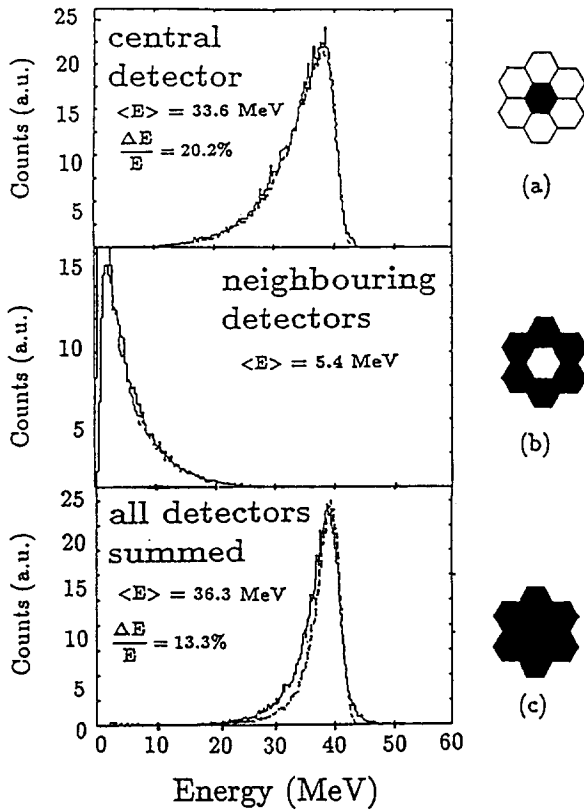 central
detector
<E> = 33.6 MeV
ΔE
E
= 20.2%
Counts (a.u.)
25
20
15
10
5
(a)
neighbouring
detectors
<E> = 5.4 MeV
Counts (a.u.)
15
10
5
(b)
all detectors
summed
<E> = 36.3 MeV
ΔE
E
= 13.3%
Counts (a.u.)
25
20
15
10
5
0
(c)
0 10 20 30 40 50 60
Energy (MeV)